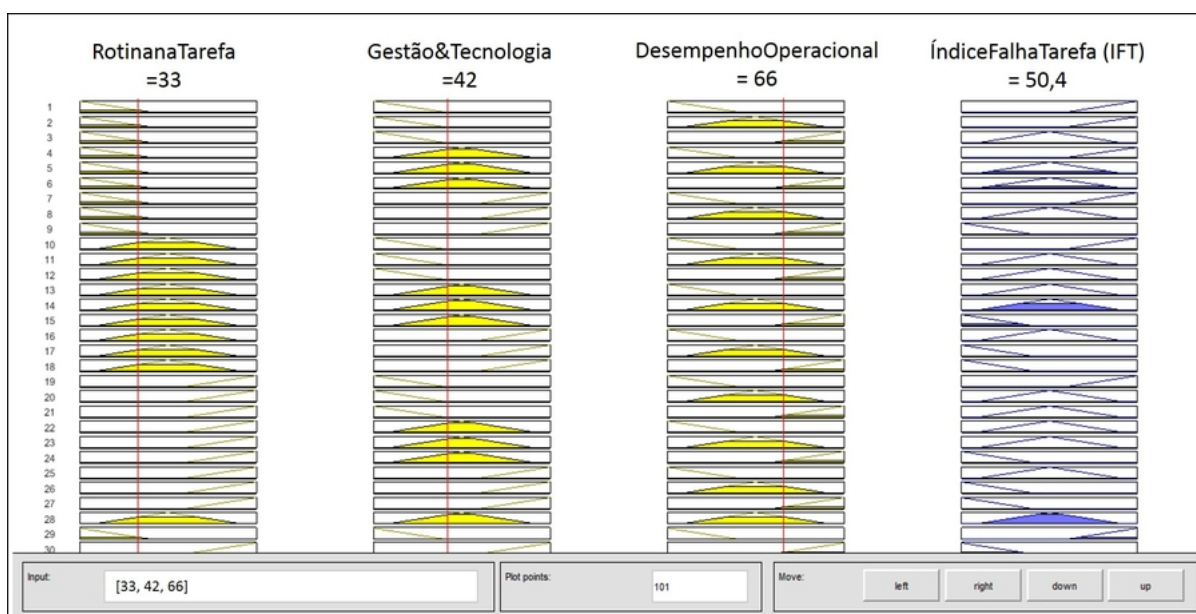 RotinanaTarefa
=33
Gestão&Tecnologia
=42
DesempenhoOperacional
= 66
ÍndiceFalhaTarefa (IFT)
= 50,4
1
2
3
4
5
6
7
8
9
10
11
12
13
14
15
16
17
18
19
20
21
22
23
24
25
26
27
28
29
30
Input:
[33, 42, 66]
Plot points:
101
Move:
left
right
down
up